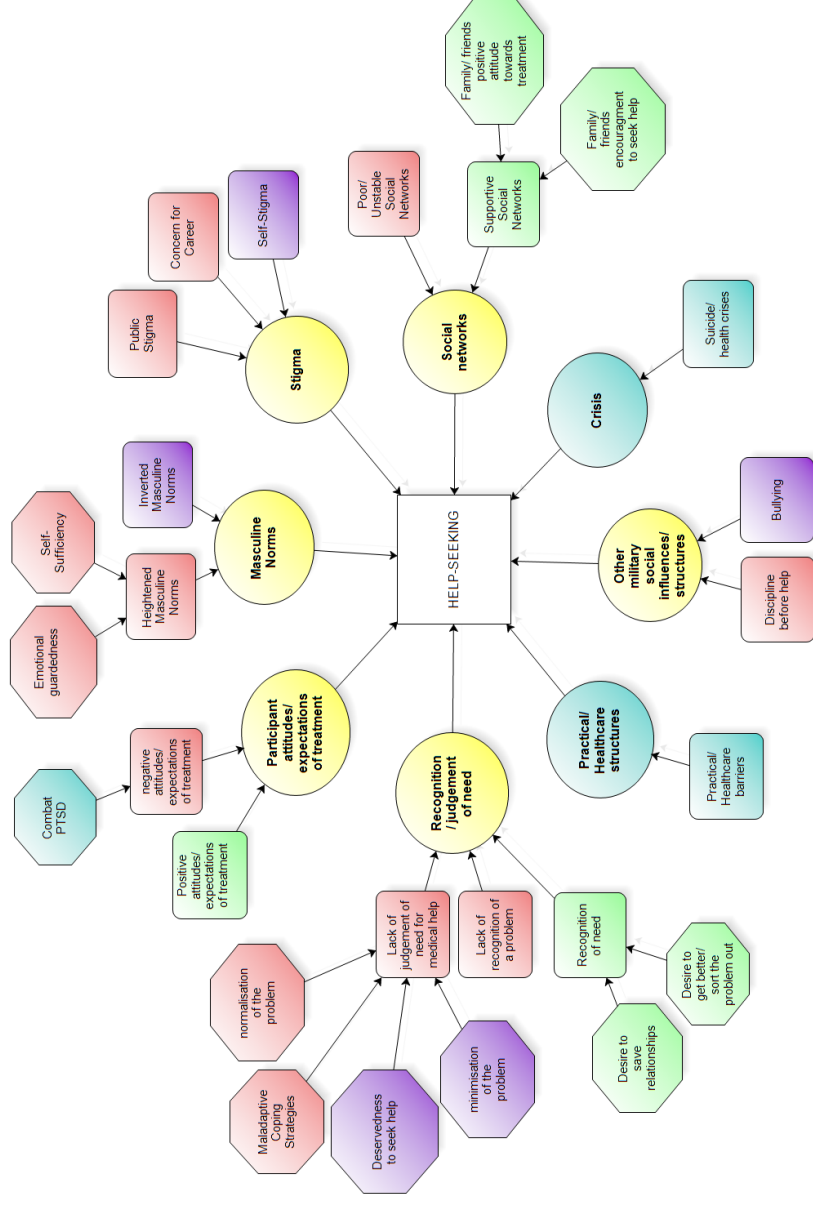 Emotional
guardedness
Self-
Sufficiency
Combat
PTSD
Heightened
Masculine
Norms
Inverted
Masculine
Norms
Public
Stigma
Concern for
Career
Self-Stigma
negative attitudes/
expectations
of treatment
Positive
attitudes/
expectations
of treatment
Participant
attitudes/
expectations
of treatment
Masculine
Norms
Stigma
normalisation
of the
problem
Maladaptive
Coping
Strategies
Deservedness
to seek help
minimisation
of the
problem
Lack of
judgement of
need for
medical help
Lack of
recognition of
a problem
Recognition
/ judgement
of need
HELP-SEEKING
Social
networks
Poor/
Unstable
Social
Networks
Supportive
Social
Networks
Family/ friends
positive
attitude
towards
treatment
Family/
friends
encouragment
to seek help
Recognition
of need
Desire to
save
relationships
Desire to
get better/
sort the
problem out
Practical/
Healthcare
structures
Other
military
social
influences/
structures
Crisis
Practical/
Healthcare
barriers
Discipline
before help
Bullying
Suicide/
health crises